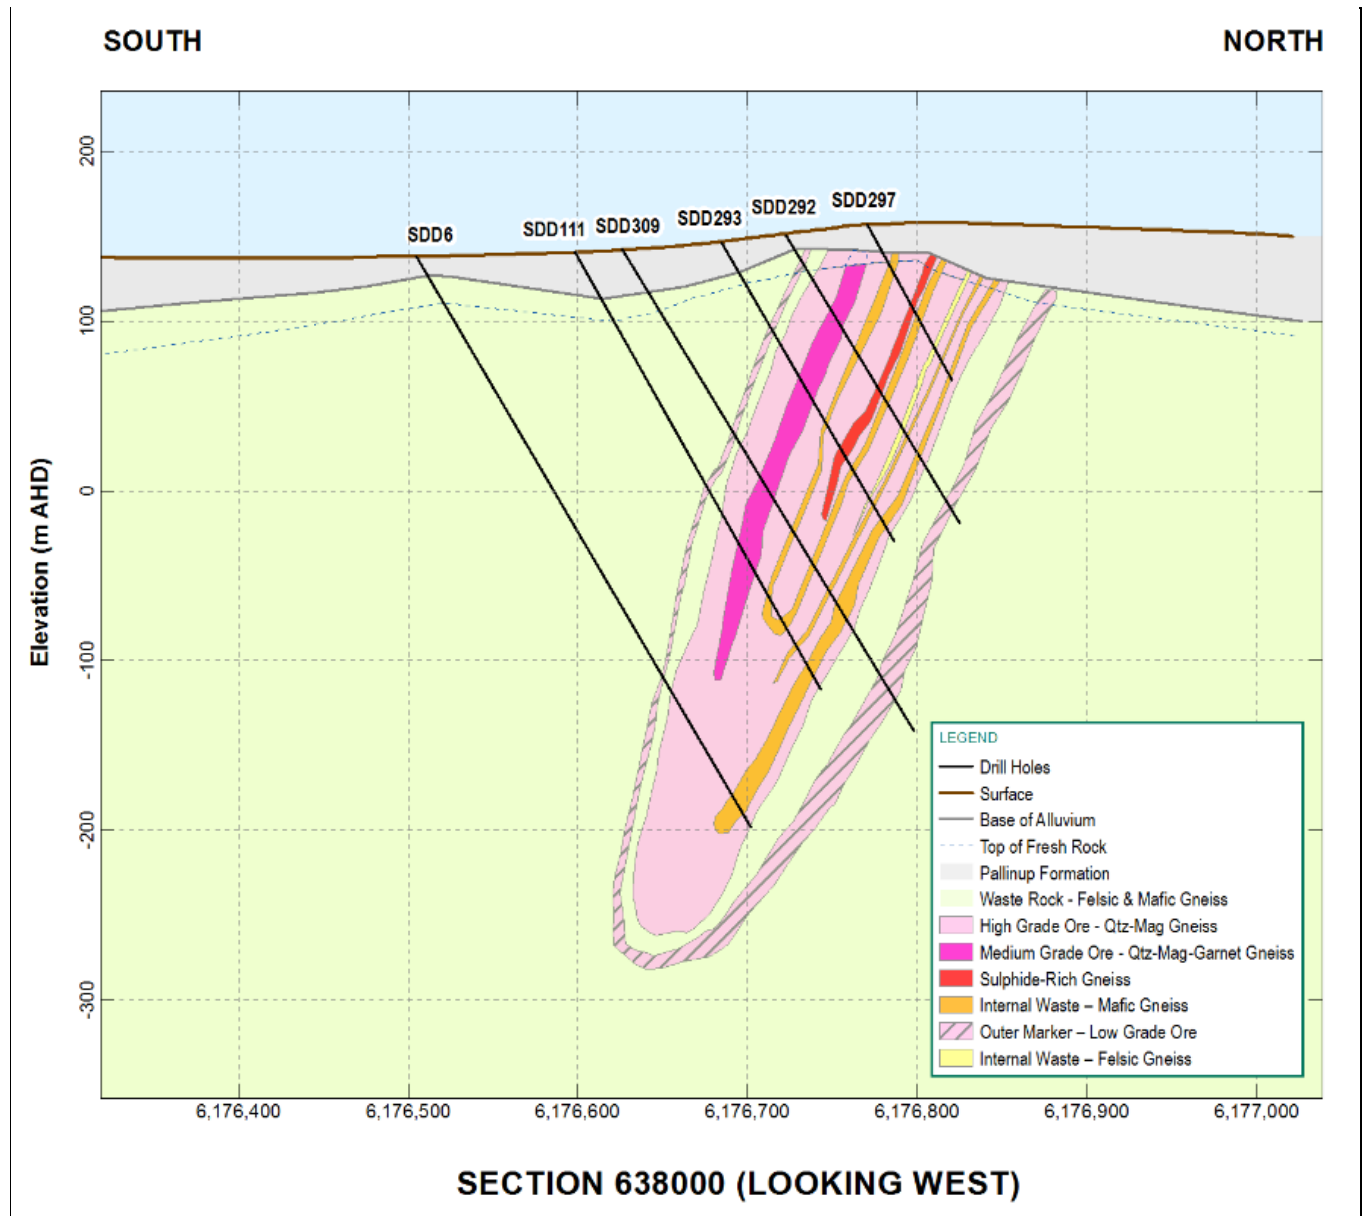 SOUTH
NORTH
200
100
0
-100
-200
-300
Elevation (m AHD)
SDD6
SDD111
SDD309
SDD293
SDD292
SDD297
LEGEND
Drill Holes
Surface
Base of Alluvium
Top of Fresh Rock
Pallinup Formation
Waste Rock - Felsic & Mafic Gneiss
High Grade Ore - Qtz-Mag Gneiss
Medium Grade Ore - Qtz-Mag-Garnet Gneiss
Sulphide-Rich Gneiss
Internal Waste – Mafic Gneiss
Outer Marker – Low Grade Ore
Internal Waste – Felsic Gneiss
6,176,400
6,176,500
6,176,600
6,176,700
6,176,800
6,176,900
6,177,000
SECTION 638000 (LOOKING WEST)